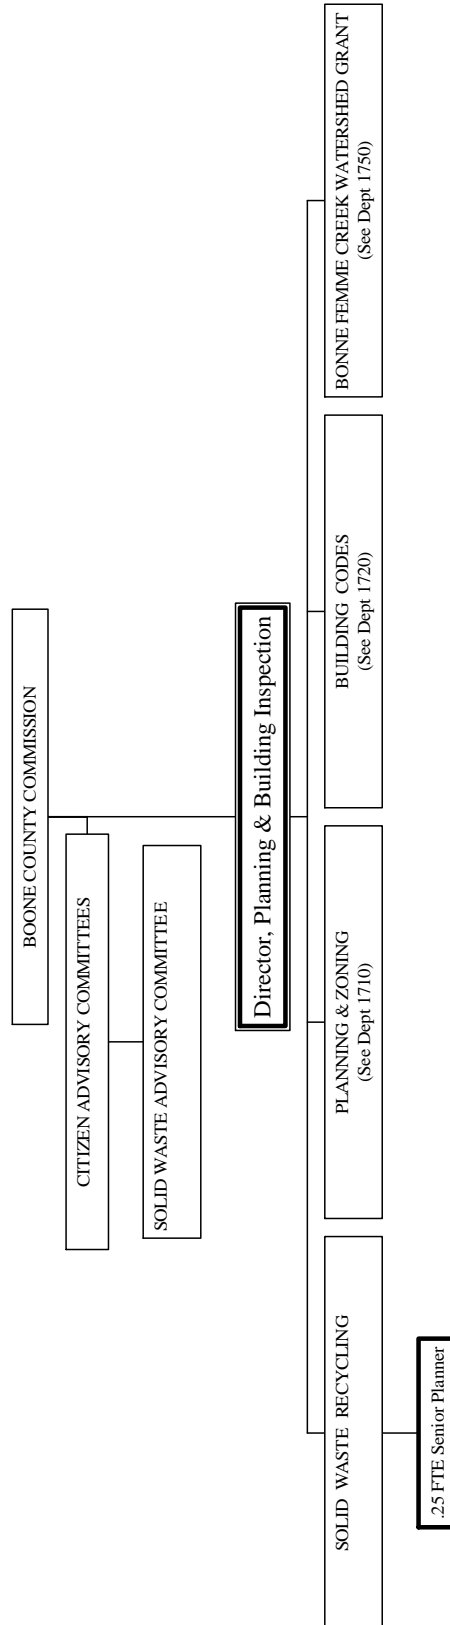 BOONE COUNTY COMMISSION
CITIZEN ADVISORY COMMITTEES
SOLID WASTE ADVISORY COMMITTEE
Director, Planning & Building Inspection
SOLID WASTE RECYCLING
PLANNING & ZONING
(See Dept 1710)
BUILDING CODES
(See Dept 1720)
BONNE FEMME CREEK WATERSHED GRANT
(See Dept 1750)
.25 FTE Senior Planner